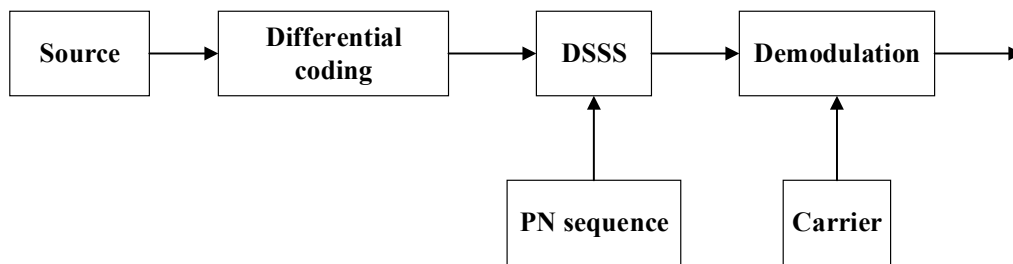 Source
Differential
coding
DSSS
Demodulation
PN sequence
Carrier